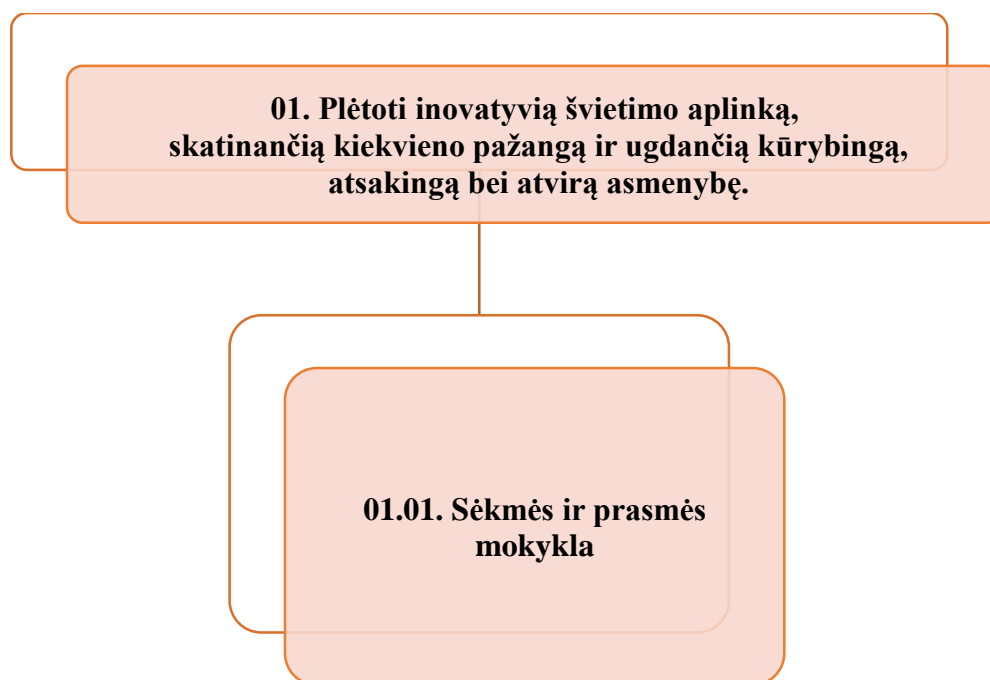 01. Plėtoti inovatyvią švietimo aplinką,
skatinančią kiekvieno pažangą ir ugdančią kūrybingą,
atsakingą bei atvirą asmenybę.
01.01. Sėkmės ir prasmės
mokykla